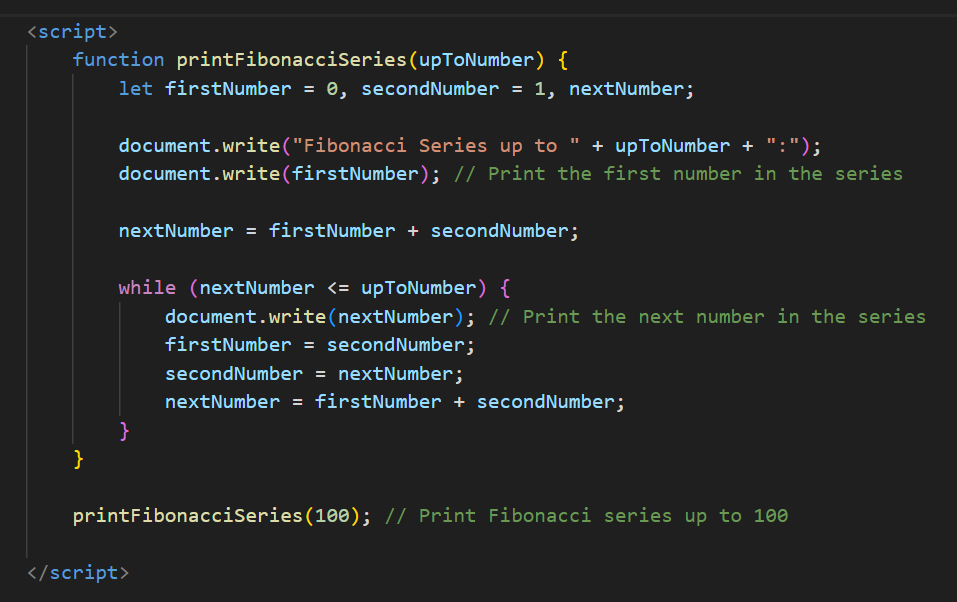 <script>
function printFibonacciSeries(upToNumber) {
let firstNumber = 0, secondNumber = 1, nextNumber;
document.write("Fibonacci Series up to " + upToNumber + ":");
document.write(firstNumber); // Print the first number in the series
nextNumber = firstNumber + secondNumber;
while (nextNumber <= upToNumber) {
document.write(nextNumber); // Print the next number in the series
firstNumber = secondNumber;
secondNumber = nextNumber;
nextNumber = firstNumber + secondNumber;
}
}
printFibonacciSeries(100); // Print Fibonacci series up to 100
</script>